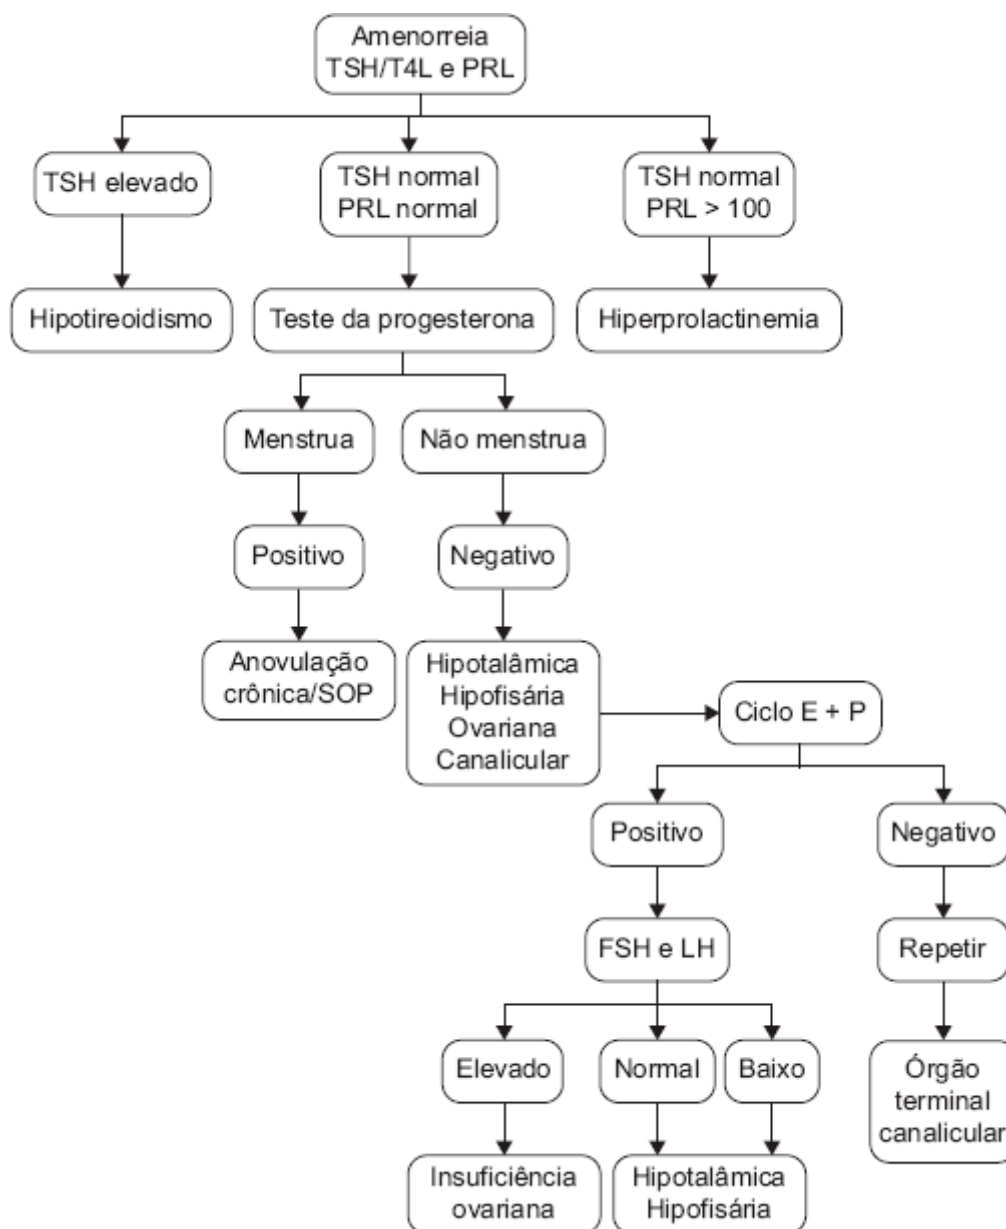 Amenorreia
TSH/T4L e PRL
TSH elevado
TSH normal
PRL normal
TSH normal
PRL > 100
Hipotireoidismo
Teste da progesterona
Hiperprolactinemia
Menstrua
Não menstrua
Positivo
Negativo
Anovulação
crônica/SOP
Hipotalâmica
Hipofisária
Ovariana
Canalicular
Ciclo E + P
Positivo
Negativo
FSH e LH
Repetir
Elevado
Normal
Baixo
Órgão
terminal
canalicular
Insuficiência
ovariana
Hipotalâmica
Hipofisária